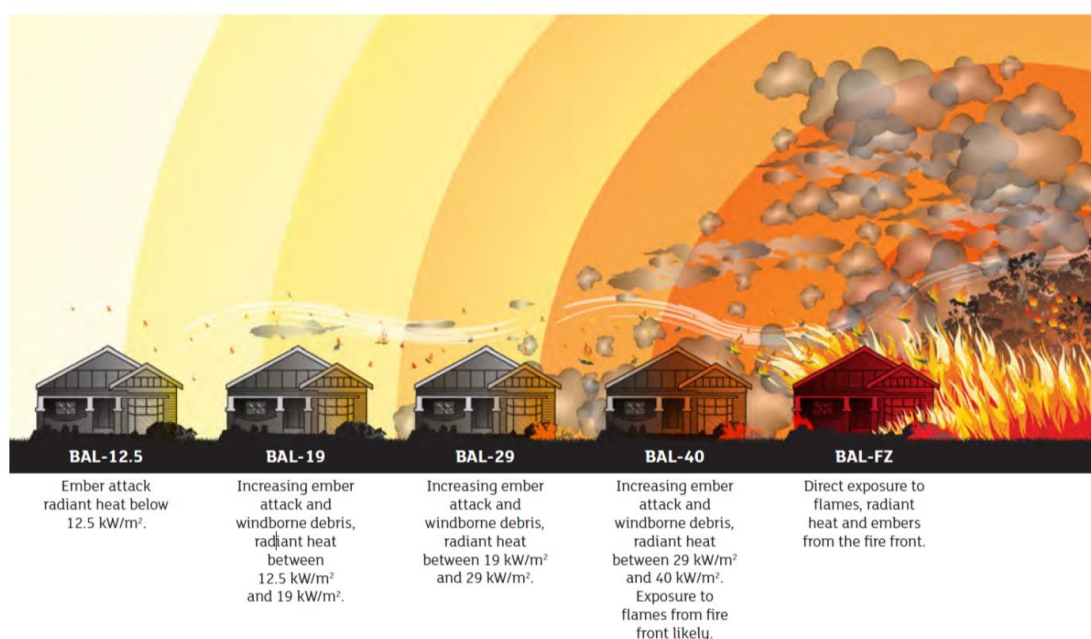 BAL-12.5
Ember attack
radiant heat below
12.5 kW/m².
BAL-19
Increasing ember
attack and
windborne debris,
radiant heat
between
12.5 kW/m²
and 19 kW/m².
BAL-29
Increasing ember
attack and
windborne debris,
radiant heat
between 19 kW/m²
and 29 kW/m².
BAL-40
Increasing ember
attack and
windborne debris,
radiant heat
between 29 kW/m²
and 40 kW/m².
Exposure to
flames from fire
front likely.
BAL-FZ
Direct exposure to
flames, radiant
heat and embers
from the fire front.